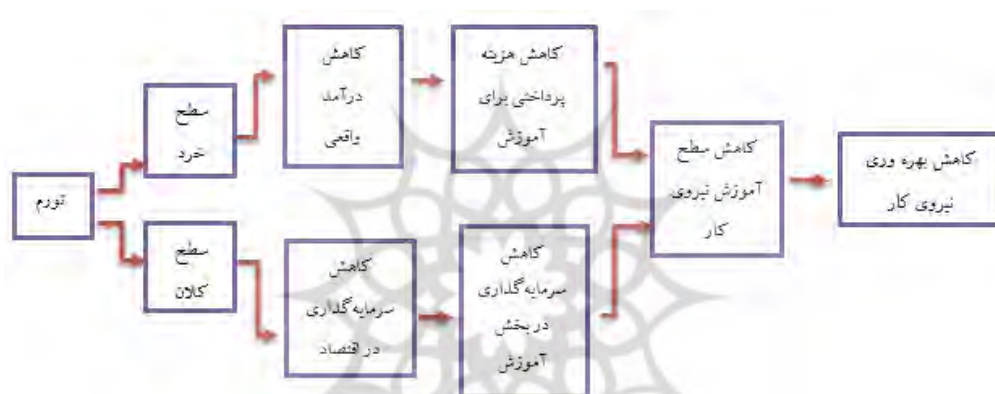 تورم
سطح
خرد
کاهش
درآمد
واقعی
کاهش هزینه
پرداختی برای
آموزش
سطح
کلان
کاهش
سرمایه‌گذاری
در اقتصاد
کاهش
سرمایه‌گذاری
در بخش
آموزش
کاهش سطح
آموزش نیروی
کار
کاهش بهره وری
نیروی کار